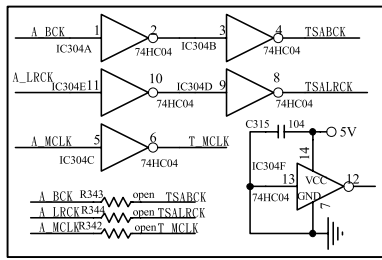 A_BCK 1 2 3 4 TSABCK
IC304A 74HC04 IC304B 74HC04
A_LRCK 11 10 9 8 TSALRCK
IC304E 74HC04 IC304D 74HC04
A_MCLK 5 6 T_MCLK
IC304C 74HC04
C315 104 5V
14
IC304F VCC
13 12
74HC04 GND
7
A_BCK R343 open TSABCK
A_LRCK R344 open TSALRCK
A_MCLK R342 open T_MCLK